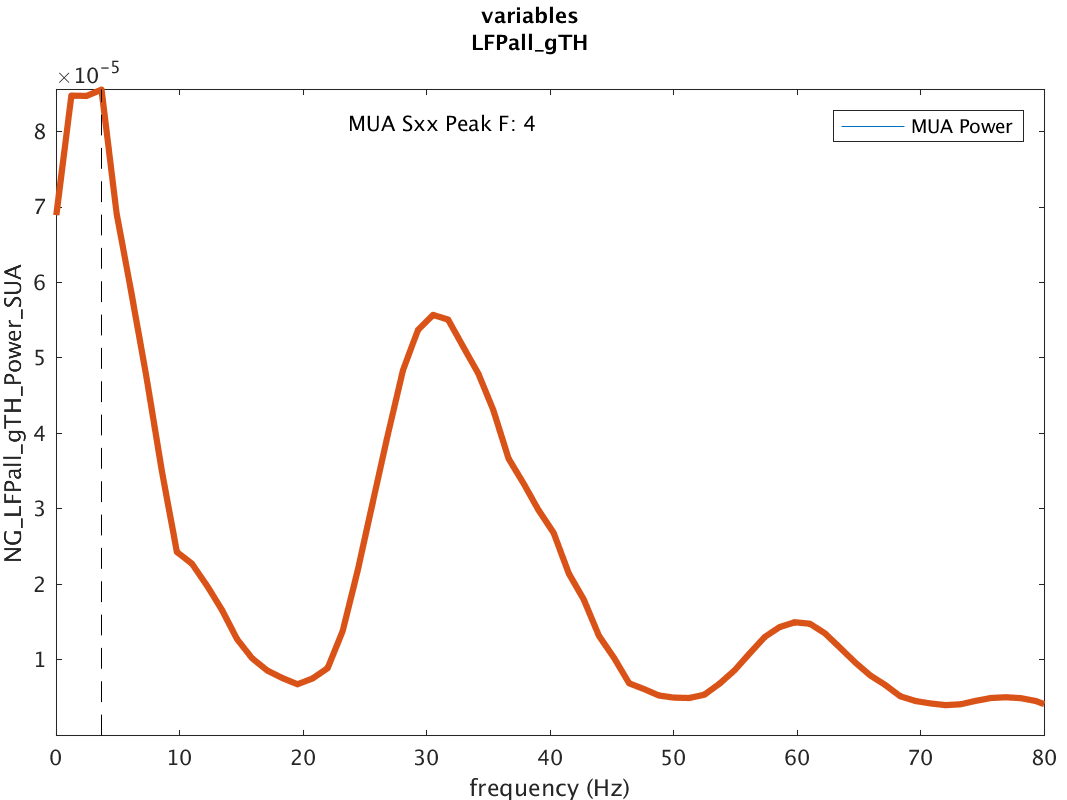 variables
LFPall_gTH
×10-5
MUA Sxx Peak F: 4
MUA Power
8
7
6
5
4
3
2
1
NG_LFPall_gTH_Power_SUA
0 10 20 30 40 50 60 70 80
frequency (Hz)